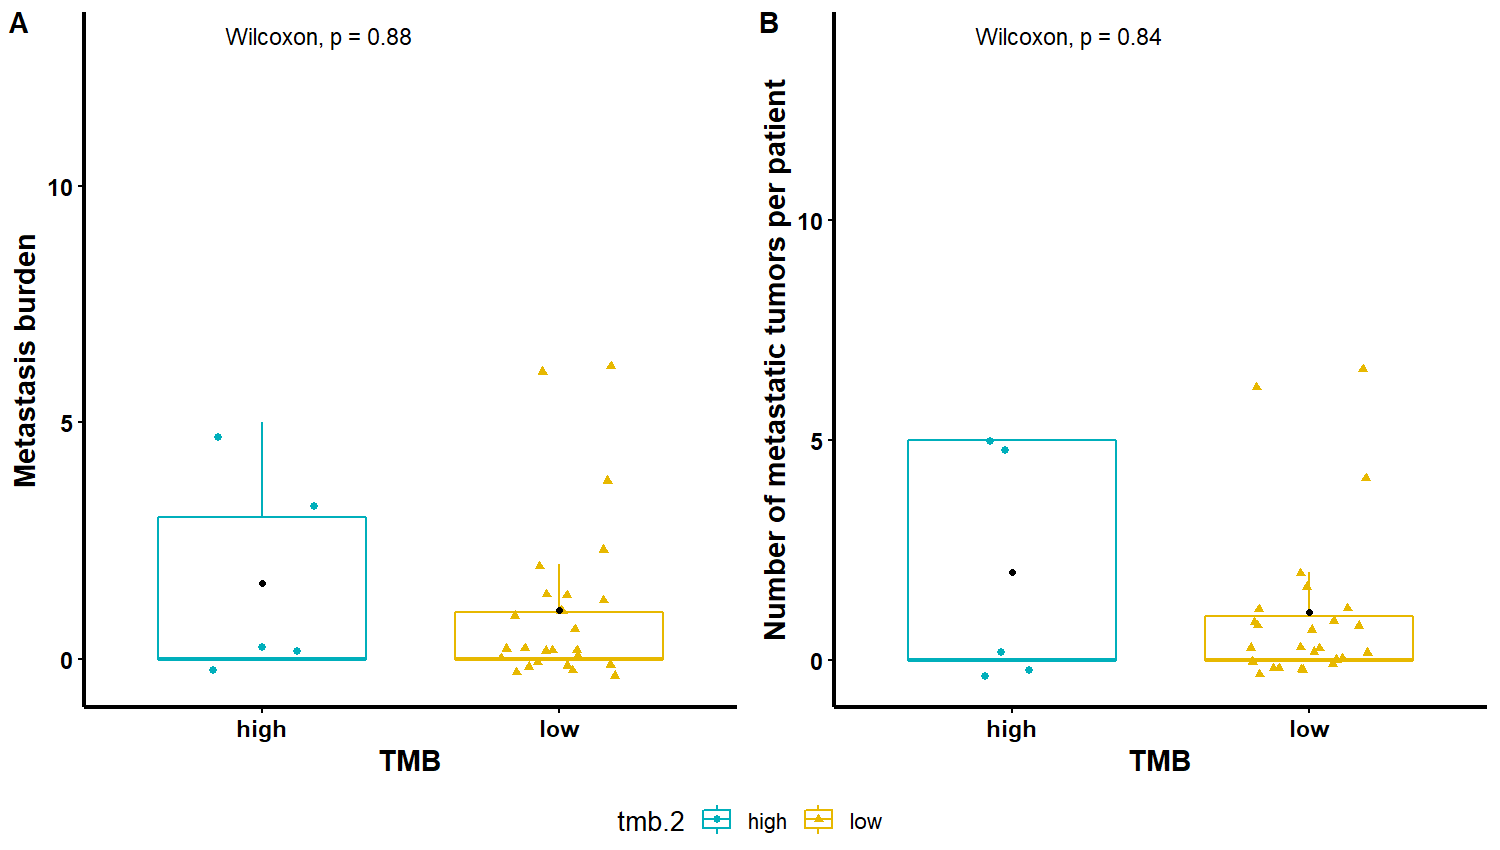 A
Wilcoxon, p = 0.88
Metastasis burden
10
5
0
high
low
TMB
B
Wilcoxon, p = 0.84
Number of metastatic tumors per patient
10
5
0
high
low
TMB
tmb.2 high low